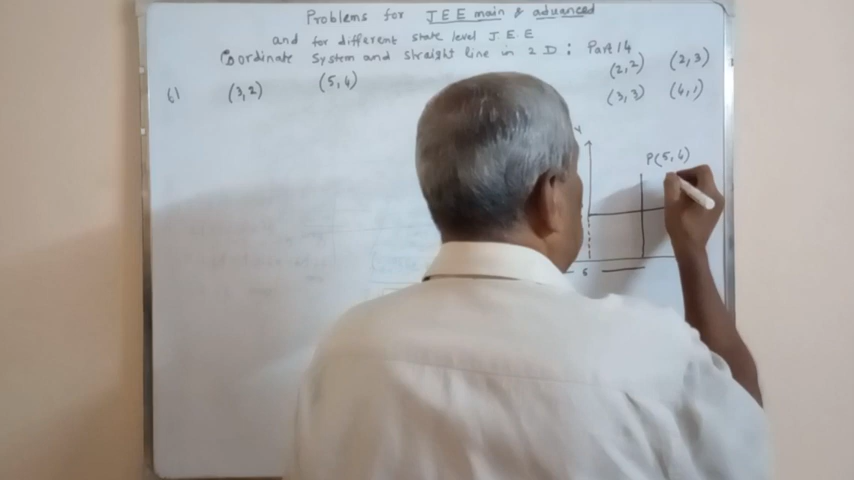 Problems for JEE main & advanced
and for different state level J.E.E
Coordinate System and straight line in 2 D : Part 14
6) (3,2) (5,4)
(2,2) (2,3)
(3,3) (4,1)
Y
P(5,4)